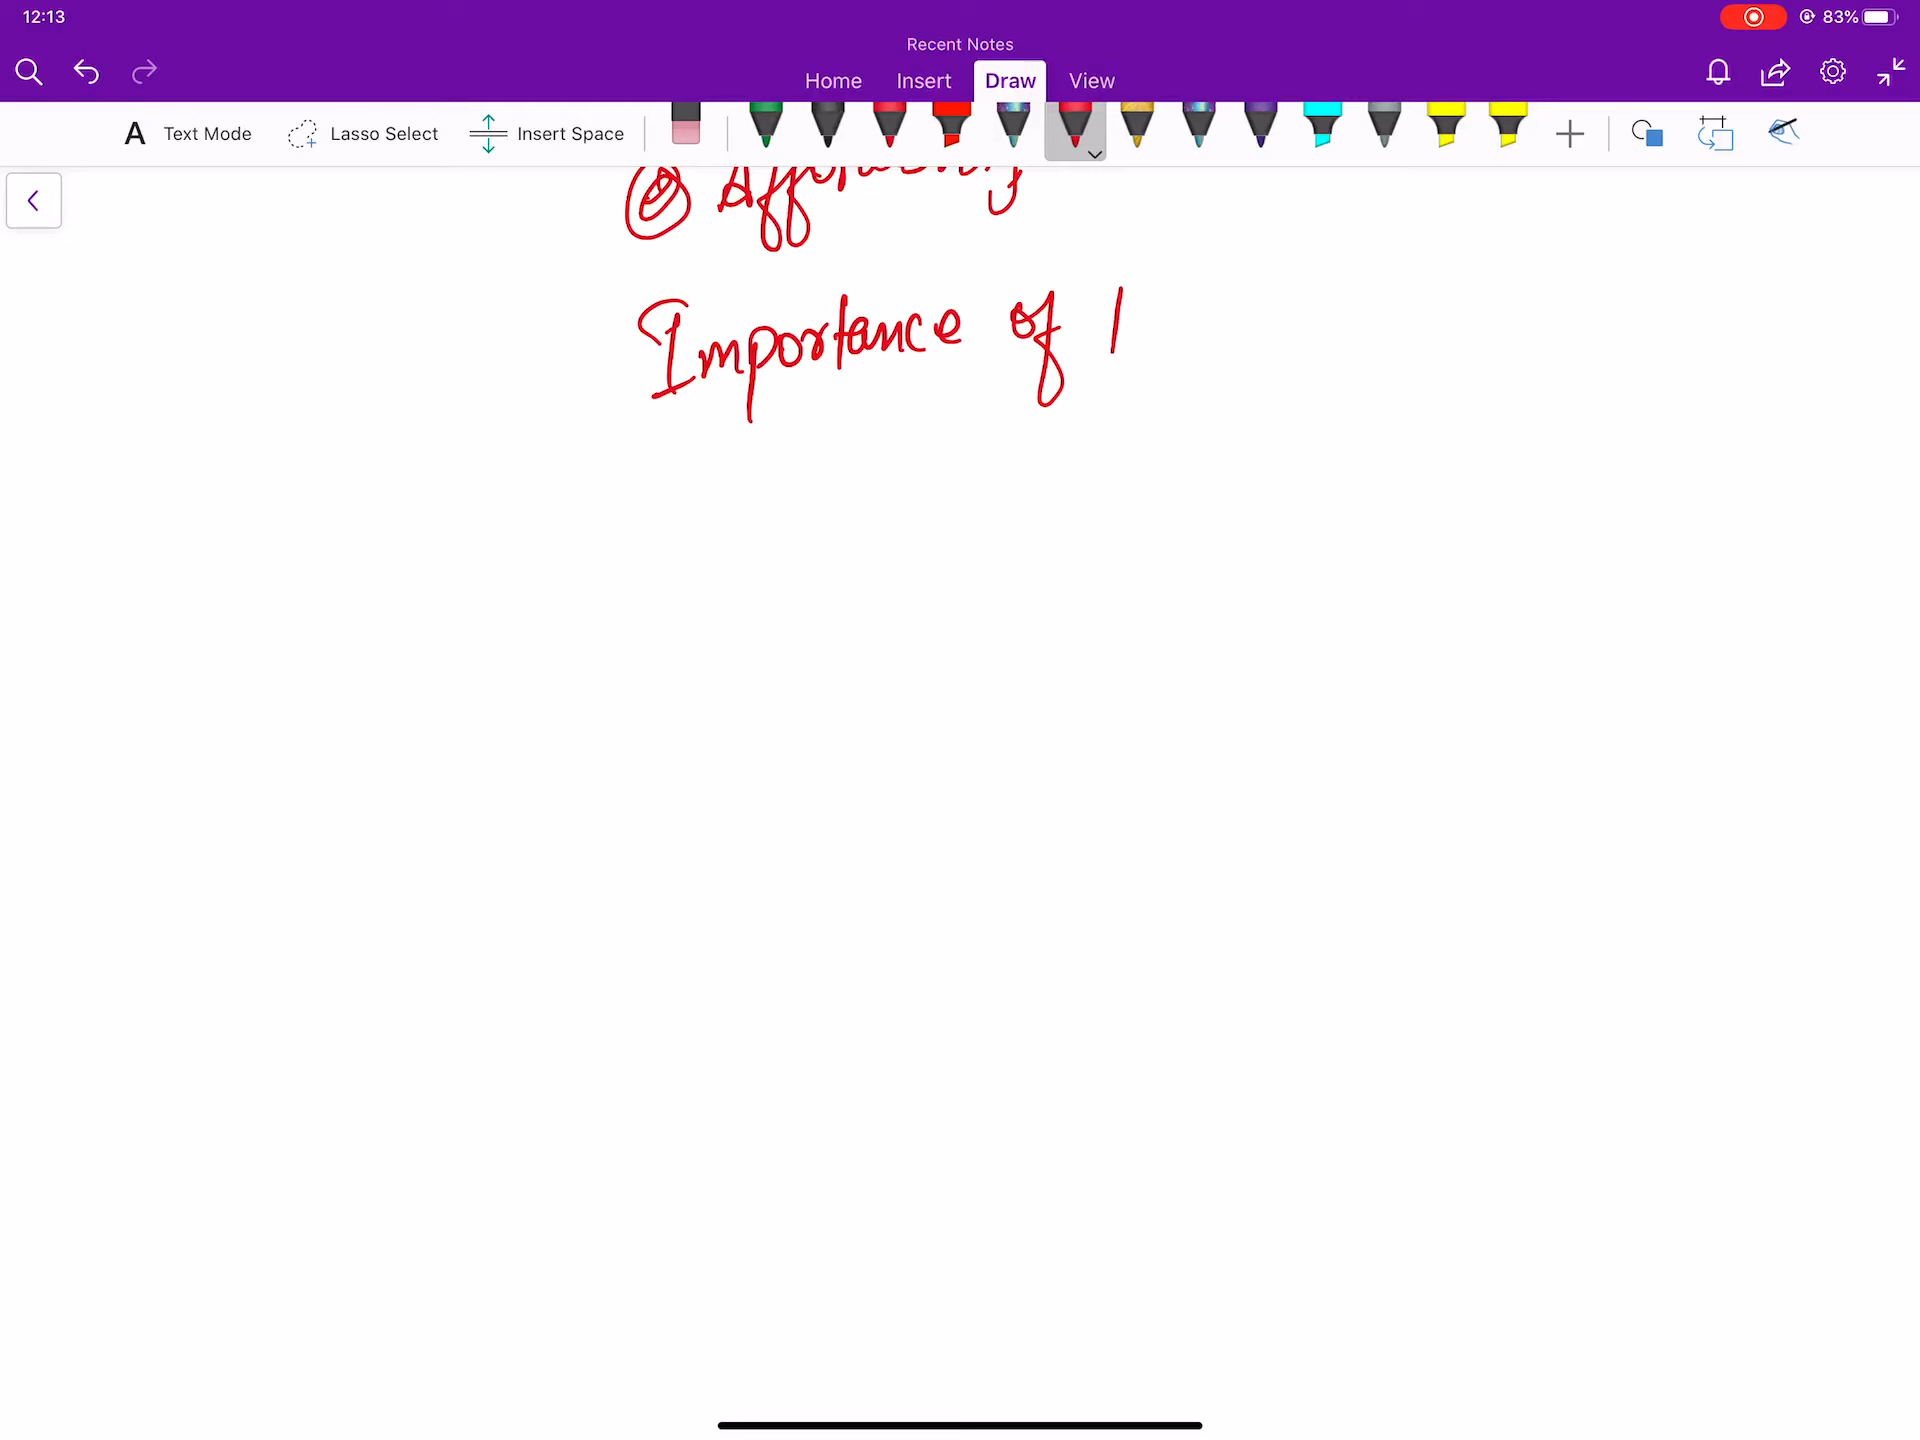 12:13
83%
Recent Notes
Home Insert Draw View
A Text Mode Lasso Select Insert Space
Importance of